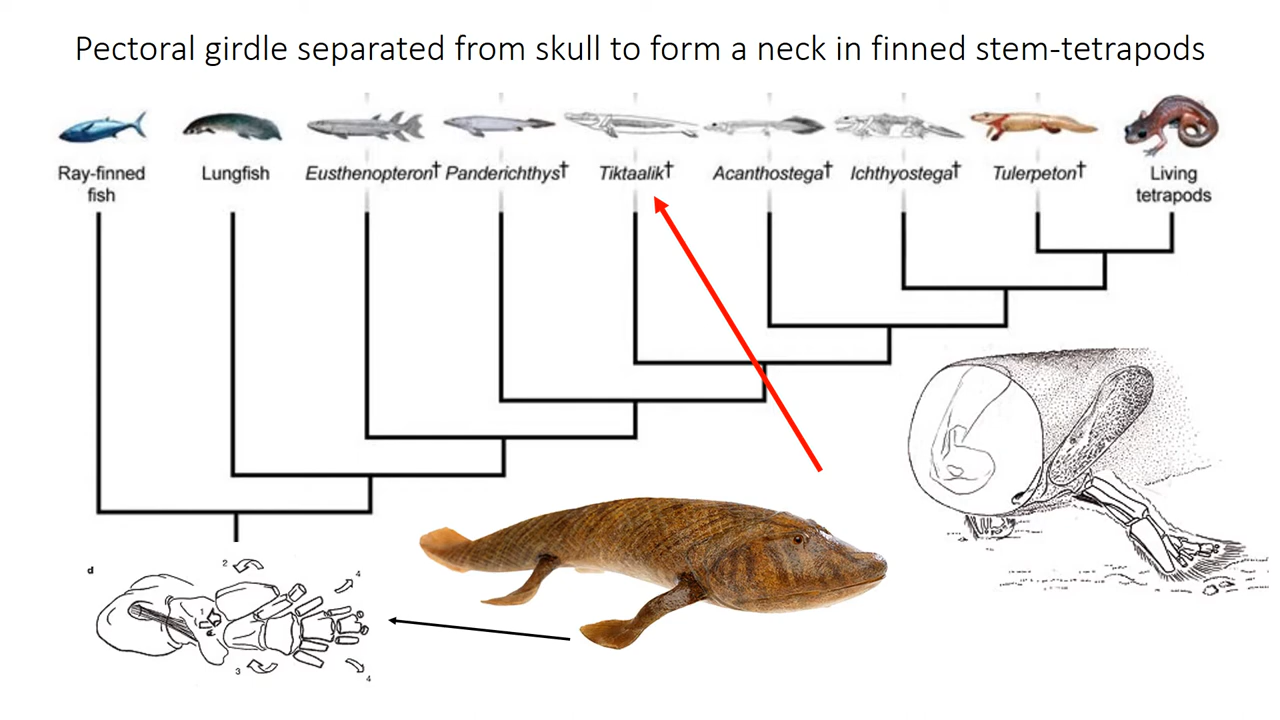 Pectoral girdle separated from skull to form a neck in finned stem-tetrapods
Ray-finned
fish
Lungfish
Eusthenopteron†
Panderichthys†
Tiktaalik†
Acanthostega†
Ichthyostega†
Tulerpeton†
Living
tetrapods
d
2
4
1
3
4